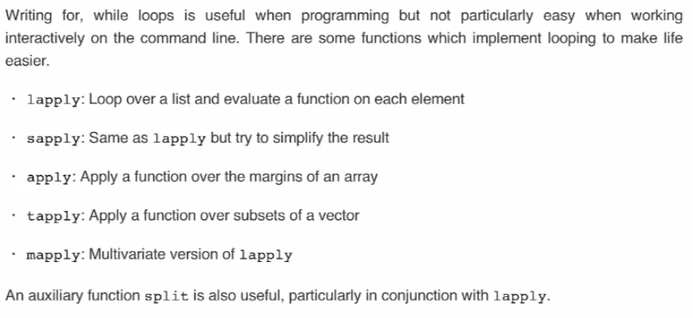 Writing for, while loops is useful when programming but not particularly easy when working
interactively on the command line. There are some functions which implement looping to make life
easier.
· lapply: Loop over a list and evaluate a function on each element
· sapply: Same as lapply but try to simplify the result
· apply: Apply a function over the margins of an array
· tapply: Apply a function over subsets of a vector
· mapply: Multivariate version of lapply
An auxiliary function split is also useful, particularly in conjunction with lapply.